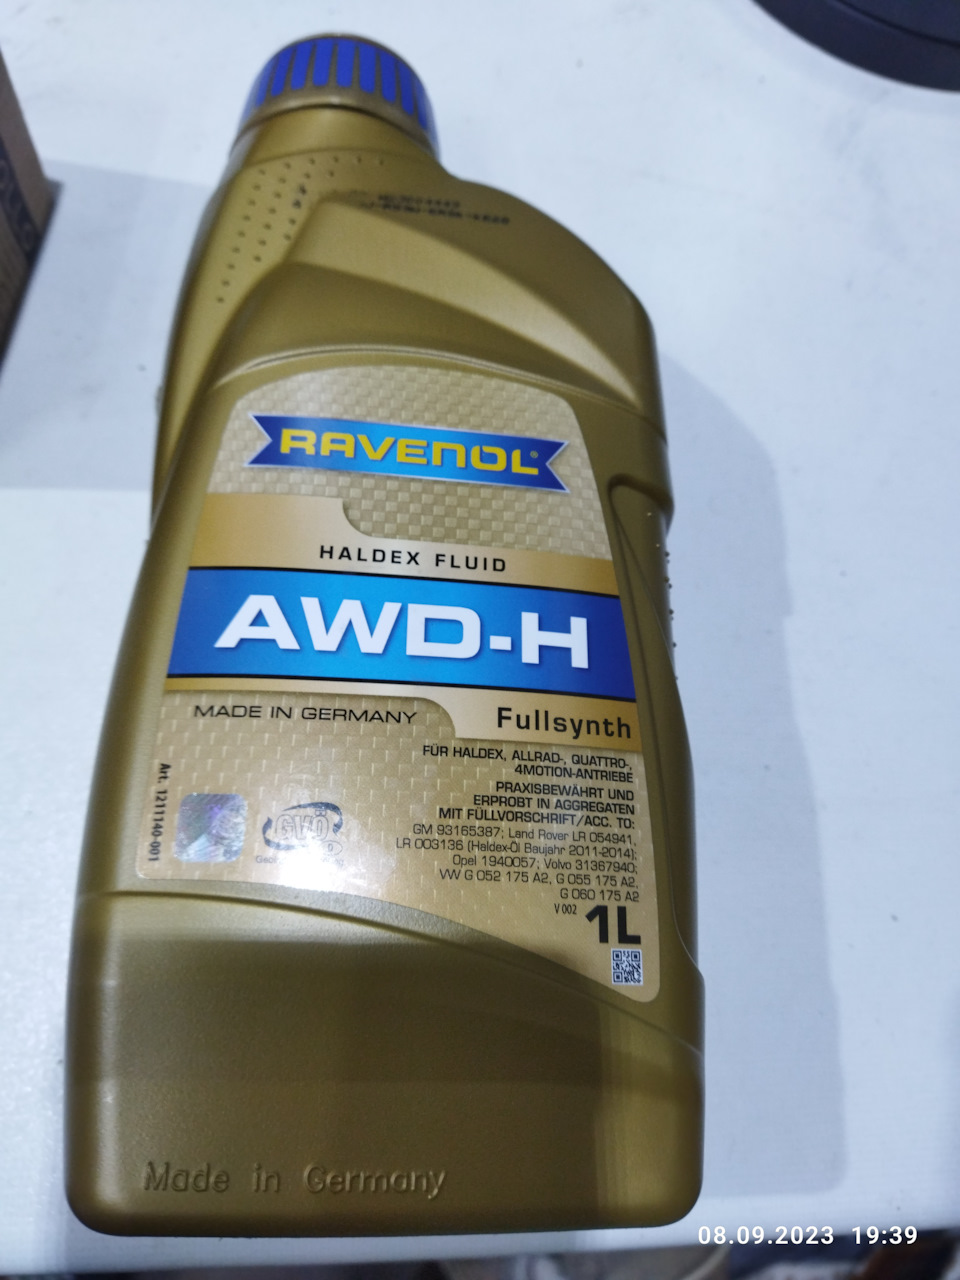 RAVENOL®
HALDEX FLUID
AWD-H
MADE IN GERMANY
Fullsynth
FÜR HALDEX, ALLRAD-, QUATTRO-,
4MOTION-ANTRIEBE
PRAXISBEWÄHRT UND
ERPROBT IN AGGREGATEN
MIT FÜLLVORSCHRIFT/ACC. TO:
GM 93165387; Land Rover LR 054941,
LR 003136 (Haldex-Öl Baujahr 2011-2014);
Opel 1940057; Volvo 31367940;
VW G 052 175 A2, G 055 175 A2,
G 060 175 A2
Art. 1211140-001
GVÖ
V 002
1L
Made in Germany
08.09.2023 19:39